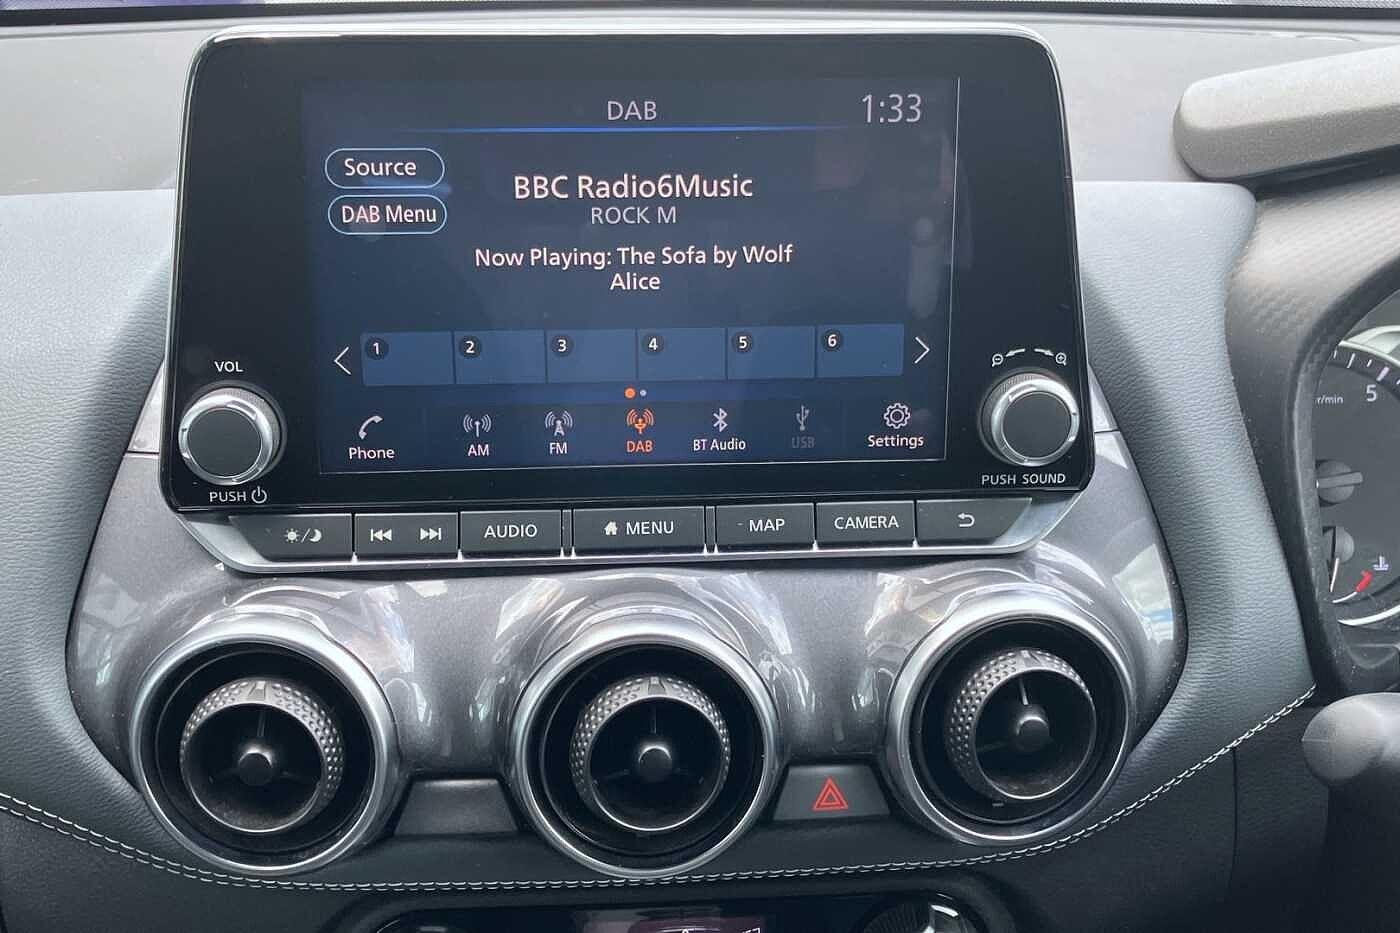 DAB
1:33
Source
BBC Radio6Music
DAB Menu
ROCK M
Now Playing: The Sofa by Wolf
Alice
1 2 3 4 5 6
Phone AM FM DAB BT Audio USB Settings
VOL
PUSH
PUSH SOUND
AUDIO MENU MAP CAMERA
5
r/min